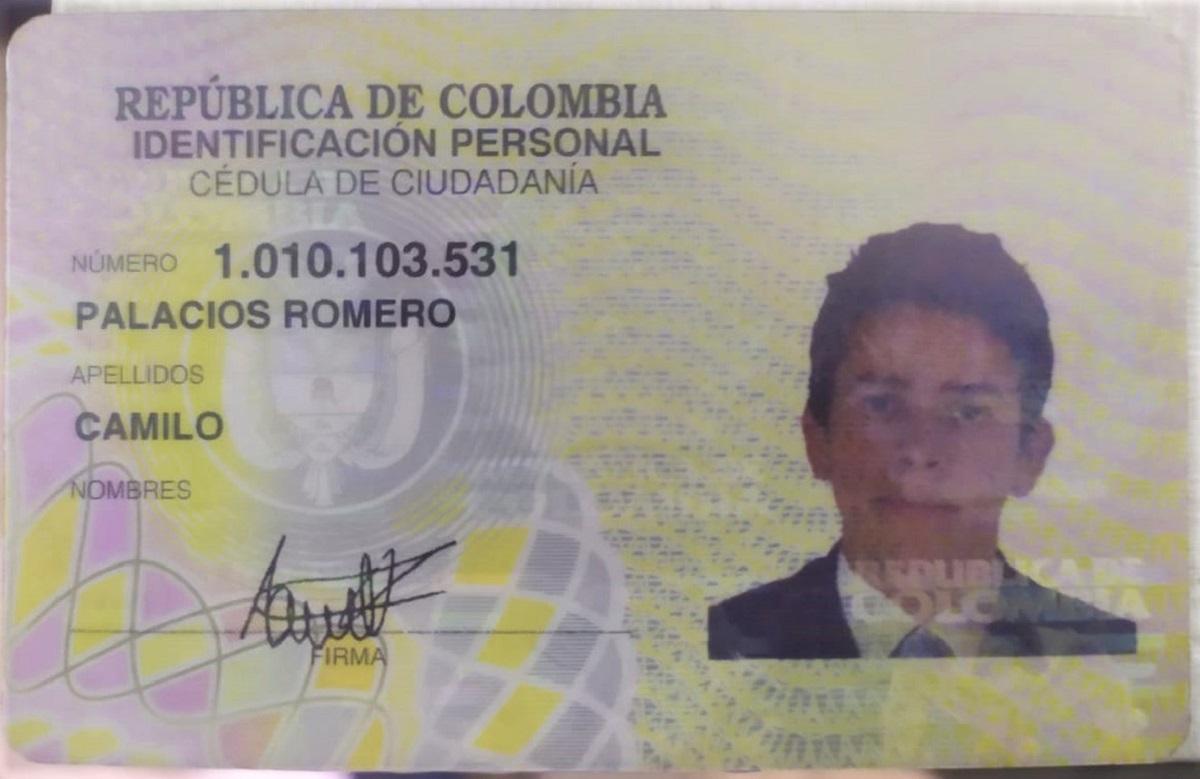 REPÚBLICA DE COLOMBIA
IDENTIFICACIÓN PERSONAL
CÉDULA DE CIUDADANÍA
NÚMERO 1.010.103.531
PALACIOS ROMERO
APELLIDOS
CAMILO
NOMBRES
FIRMA
REPUBLICA DE
COLOMBIA